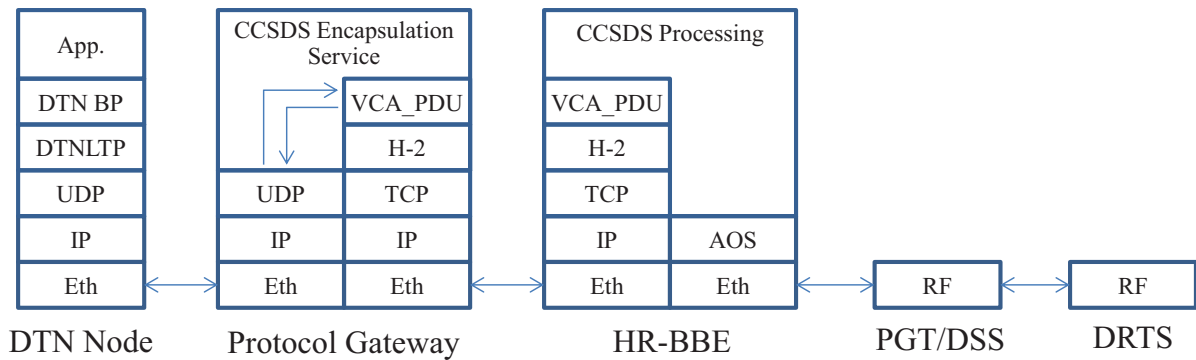 App.
DTN BP
DTNLTP
UDP
IP
Eth
DTN Node
CCSDS Encapsulation
Service
VCA_PDU
H-2
UDP
TCP
IP
IP
Eth
Eth
Protocol Gateway
CCSDS Processing
VCA_PDU
H-2
TCP
IP
AOS
Eth
Eth
HR-BBE
RF
PGT/DSS
RF
DRTS